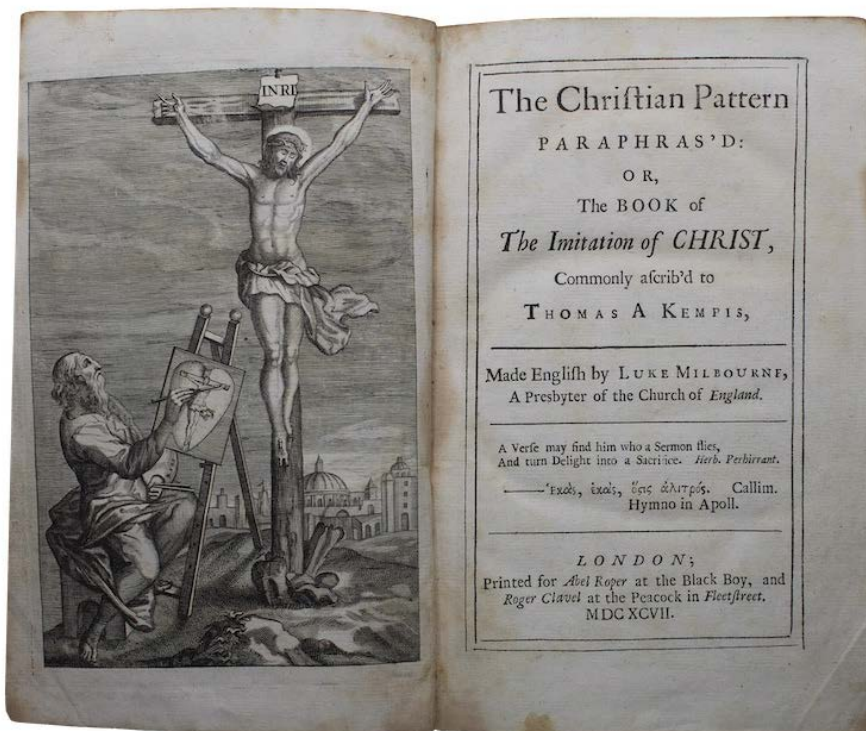 INRI
The Chriſtian Pattern
PARAPHRAS'D:
OR,
The BOOK of
The Imitation of CHRIST,
Commonly aſcrib'd to
THOMAS A KEMPIS,
Made Engliſh by LUKE MILBOURNE,
A Presbyter of the Church of England.
A Verſe may find him who a Sermon flies,
And turn Delight into a Sacrifice. Herb. Perhirrant.
Ἑκὰς, ἑκὰς, ὅςις ἀλιτρός. Callim.
Hymno in Apoll.
LONDON;
Printed for Abel Roper at the Black Boy, and
Roger Clavel at the Peacock in Fleetſtreet.
MDCXCVII.